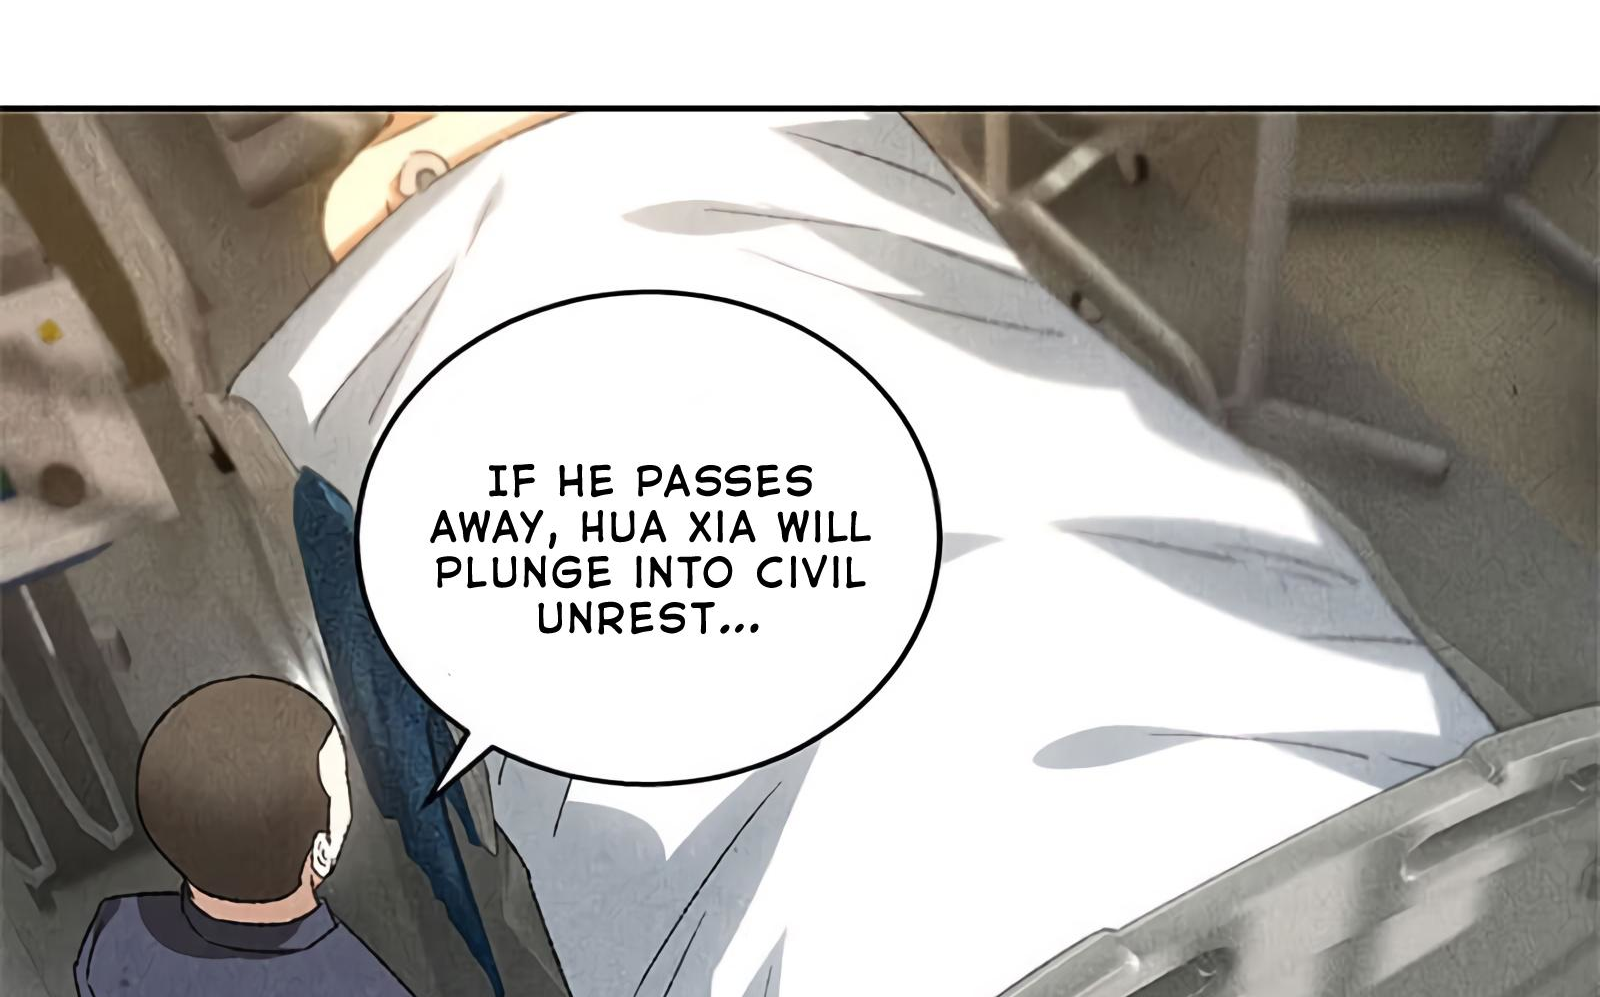 IF HE PASSES
AWAY, HUA XIA WILL
PLUNGE INTO CIVIL
UNREST...